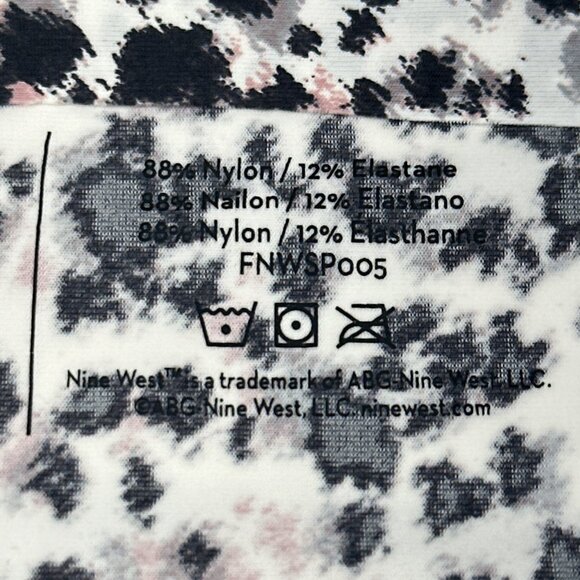 88% Nylon / 12% Elastane
88% Nailon / 12% Elastano
88% Nylon / 12% Elasthanne
FNWSP005
Nine West™ is a trademark of ABG-Nine West, LLC.
©ABG-Nine West, LLC. ninewest.com